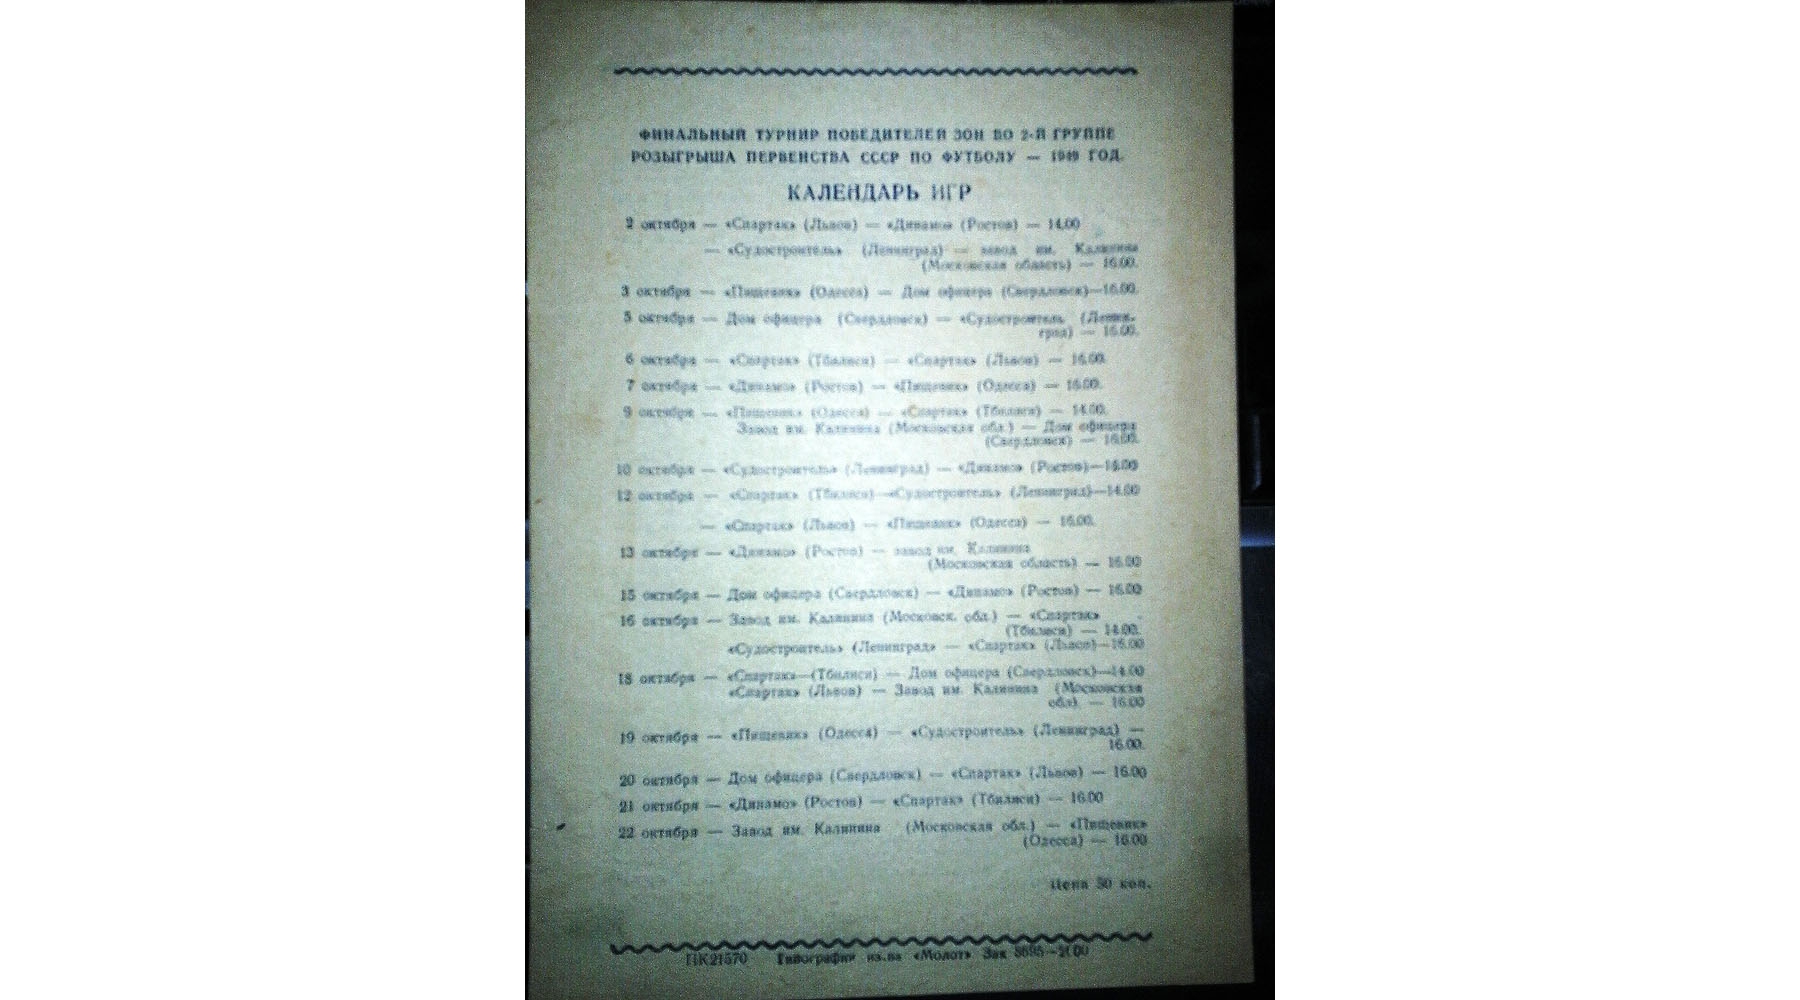 ФИНАЛЬНЫЙ ТУРНИР ПОБЕДИТЕЛЕЙ ЗОН ВО 2-Й ГРУППЕ
РОЗЫГРЫША ПЕРВЕНСТВА СССР ПО ФУТБОЛУ — 1949 ГОД.
КАЛЕНДАРЬ ИГР
2 октября — «Спартак» (Львов) — «Динамо» (Ростов) — 14.00
— «Судостроитель» (Ленинград) — завод им. Калинина
(Московская область) — 16.00.
3 октября — «Пищевик» (Одесса) — Дом офицера (Свердловск)—16.00.
5 октября — Дом офицера (Свердловск) — «Судостроитель (Ленин-
град) — 16.00.
6 октября — «Спартак» (Тбилиси) — «Спартак» (Львов) — 16.00.
7 октября — «Динамо» (Ростов) — «Пищевик» (Одесса) — 16.00.
9 октября — «Пищевик» (Одесса) — «Спартак» (Тбилиси) — 14.00.
Завод им. Калинина (Московская обл.) — Дом офицера
(Свердловск) — 16.00.
10 октября — «Судостроитель» (Ленинград) — «Динамо» (Ростов)—
12 октября — «Спартак» (Тбилиси)—«Судостроитель» (Ленинград)—14.00
— «Спартак» (Львов) — «Пищевик» (Одесса) — 16.00.
13 октября — «Динамо» (Ростов) — завод им. Калинина
(Московская область) — 16.00
15 октября — Дом офицера (Свердловск) — «Динамо» (Ростов) — 16.00
16 октября — Завод им. Калинина (Московск. обл.) — «Спартак»
(Тбилиси) — 14.00.
«Судостроитель» (Ленинград» — «Спартак» (Львов)—16.00
18 октября — «Спартак—(Тбилиси) — Дом офицера (Свердловск)—14.00
«Спартак» (Львов) — Завод им. Калинина (Московская
обл). — 16.00
19 октября — «Пищевик» (Одесса) — «Судостроитель» (Ленинград) —
16.00.
20 октября — Дом офицера (Свердловск) — «Спартак» (Львов) — 16.00
21 октября — «Динамо» (Ростов) — «Спартак» (Тбилиси) — 16.00
22 октября — Завод им. Калинина (Московская обл.) — «Пищевик»
(Одесса) — 16.00
Цена 50 коп.
ПК21570 Типография из-ва «Молот» Зак